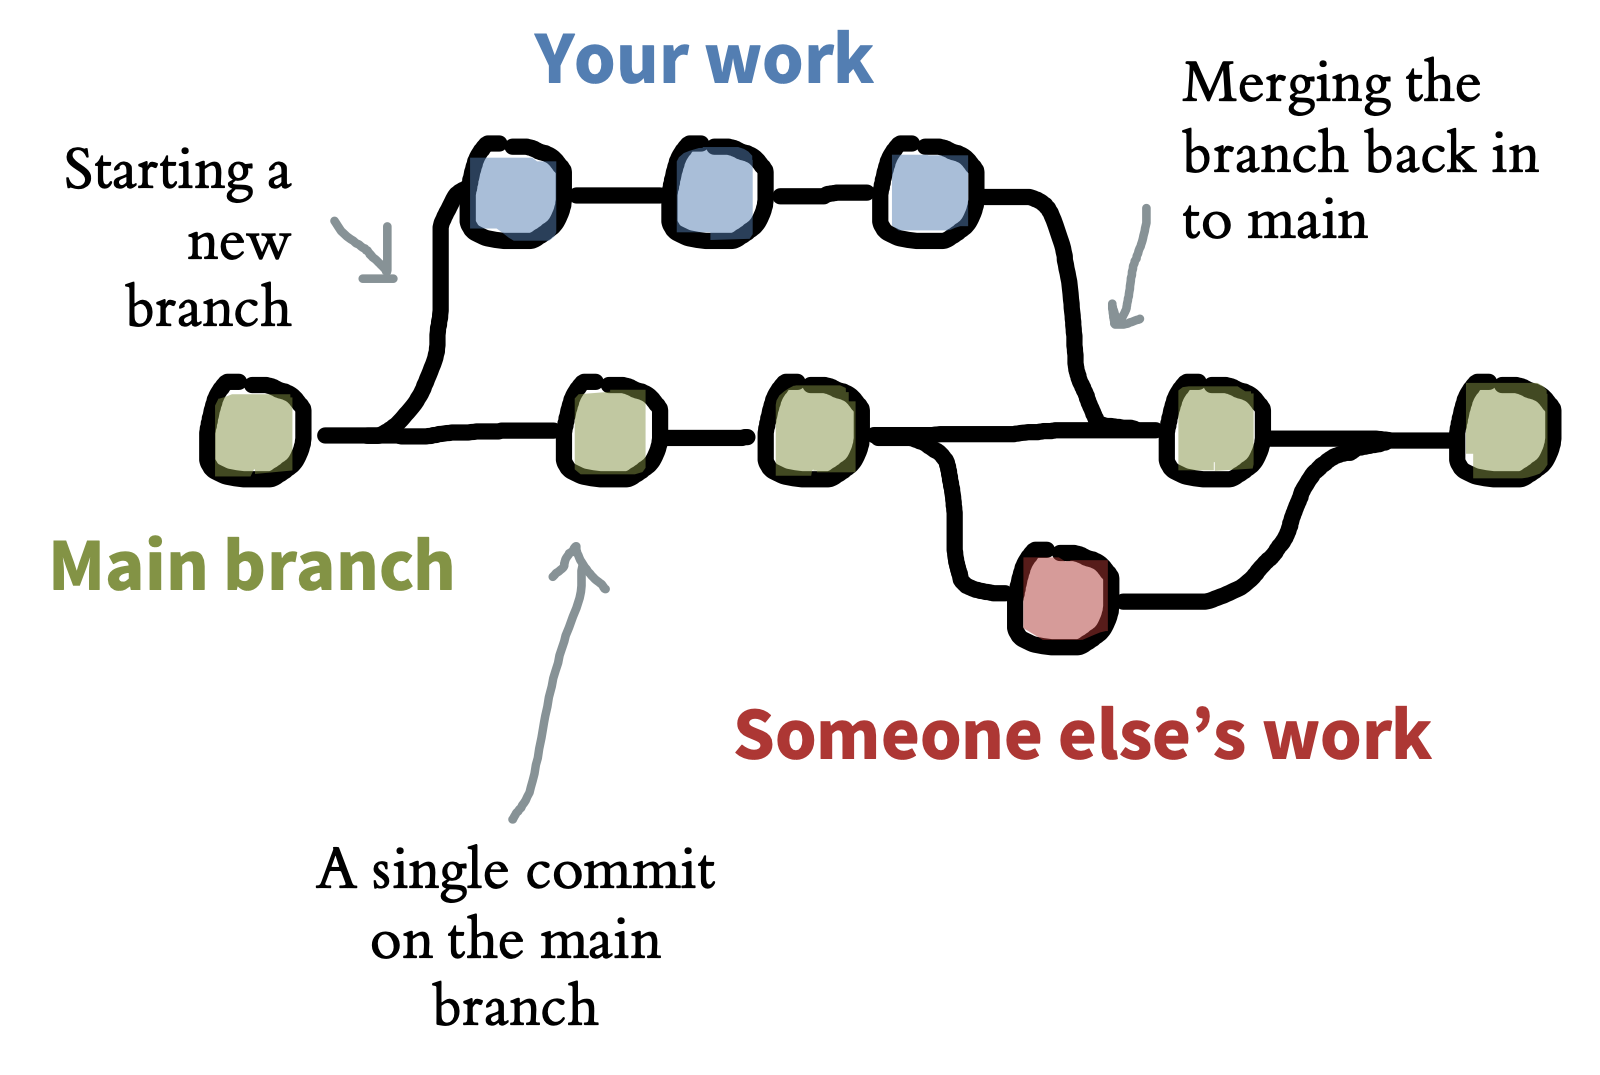 Your work
Merging the
branch back in
to main
Starting a
new
branch
Main branch
Someone else’s work
A single commit
on the main
branch